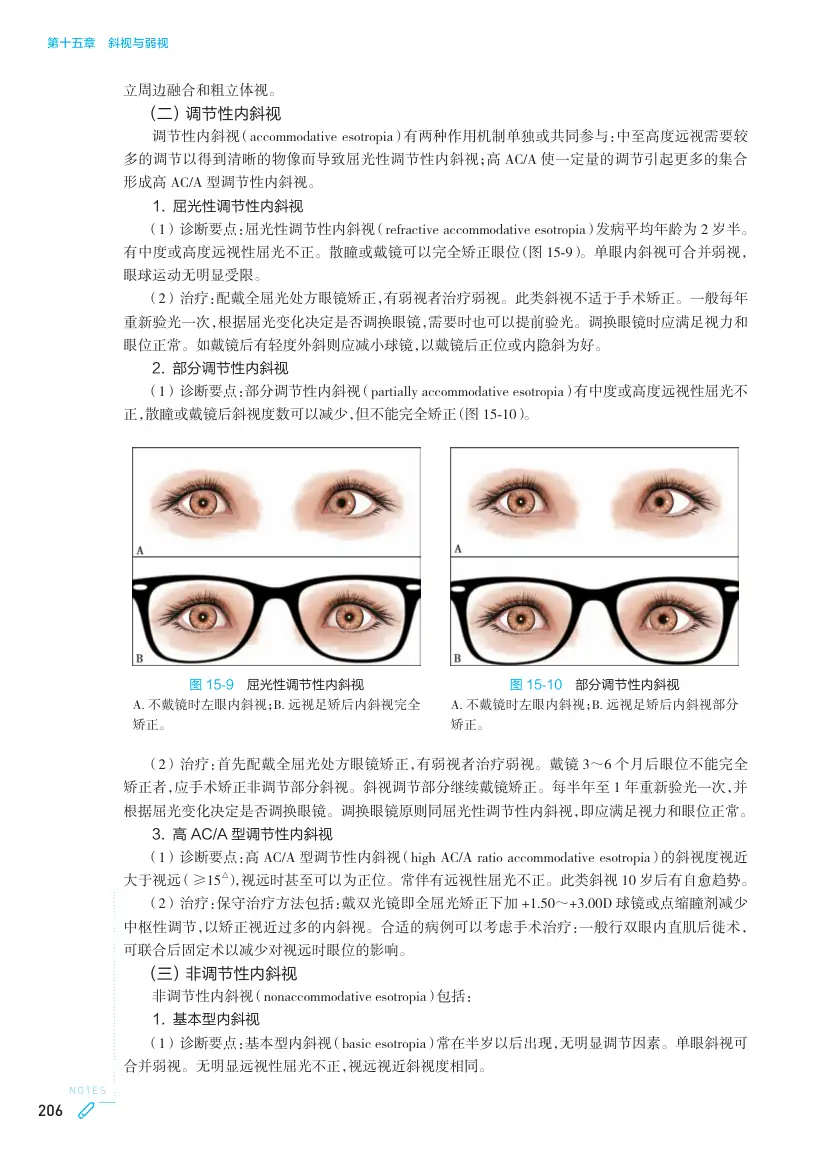 第十五章　斜视与弱视
立周边融合和粗立体视。
（二）调节性内斜视
调节性内斜视（accommodative esotropia）有两种作用机制单独或共同参与：中至高度远视需要较
多的调节以得到清晰的物像而导致屈光性调节性内斜视；高 AC/A 使一定量的调节引起更多的集合
形成高 AC/A 型调节性内斜视。
1. 屈光性调节性内斜视
（1）诊断要点：屈光性调节性内斜视（refractive accommodative esotropia）发病平均年龄为 2 岁半。
有中度或高度远视性屈光不正。散瞳或戴镜可以完全矫正眼位（图 15-9）。单眼内斜视可合并弱视，
眼球运动无明显受限。
（2）治疗：配戴全屈光处方眼镜矫正，有弱视者治疗弱视。此类斜视不适于手术矫正。一般每年
重新验光一次，根据屈光变化决定是否调换眼镜，需要时也可以提前验光。调换眼镜时应满足视力和
眼位正常。如戴镜后有轻度外斜则应减小球镜，以戴镜后正位或内隐斜为好。
2. 部分调节性内斜视
（1）诊断要点：部分调节性内斜视（partially accommodative esotropia）有中度或高度远视性屈光不
正，散瞳或戴镜后斜视度数可以减少，但不能完全矫正（图 15-10）。
A
B
图 15-9　屈光性调节性内斜视
A. 不戴镜时左眼内斜视；B. 远视足矫后内斜视完全
矫正。
A
B
图 15-10　部分调节性内斜视
A. 不戴镜时左眼内斜视；B. 远视足矫后内斜视部分
矫正。
（2）治疗：首先配戴全屈光处方眼镜矫正，有弱视者治疗弱视。戴镜 3～6 个月后眼位不能完全
矫正者，应手术矫正非调节部分斜视。斜视调节部分继续戴镜矫正。每半年至 1 年重新验光一次，并
根据屈光变化决定是否调换眼镜。调换眼镜原则同屈光性调节性内斜视，即应满足视力和眼位正常。
3. 高 AC/A 型调节性内斜视
（1）诊断要点：高 AC/A 型调节性内斜视（high AC/A ratio accommodative esotropia）的斜视度视近
大于视远（≥15△），视远时甚至可以为正位。常伴有远视性屈光不正。此类斜视 10 岁后有自愈趋势。
（2）治疗：保守治疗方法包括：戴双光镜即全屈光矫正下加 +1.50～+3.00D 球镜或点缩瞳剂减少
中枢性调节，以矫正视近过多的内斜视。合适的病例可以考虑手术治疗：一般行双眼内直肌后徙术，
可联合后固定术以减少对视远时眼位的影响。
（三）非调节性内斜视
非调节性内斜视（nonaccommodative esotropia）包括：
1. 基本型内斜视
（1）诊断要点：基本型内斜视（basic esotropia）常在半岁以后出现，无明显调节因素。单眼斜视可
合并弱视。无明显远视性屈光不正，视远视近斜视度相同。
NOTES
206